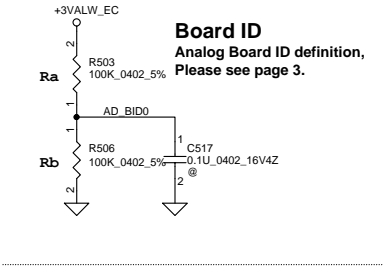 +3VALW_EC
Board ID
Analog Board ID definition,
Please see page 3.
2
R503
100K_0402_5%
Ra
1
AD_BID0
1
1
R506
100K_0402_5%
Rb
2
C517
0.1U_0402_16V4Z
@
2